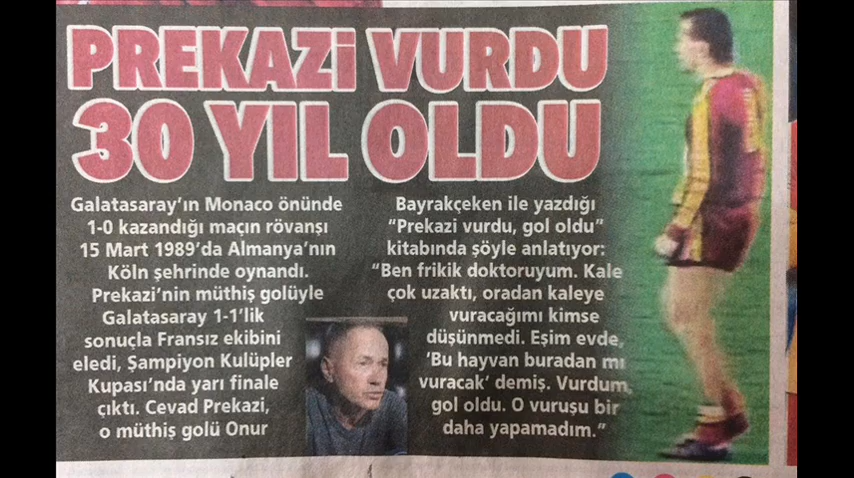 PREKAZi VURDU
30 YIL OLDU
Galatasaray’ın Monaco önünde
1-0 kazandığı maçın rövanşı
15 Mart 1989’da Almanya’nın
Köln şehrinde oynandı.
Prekazi’nin müthiş golüyle
Galatasaray 1-1’lik
sonuçla Fransız ekibini
eledi, Şampiyon Kulüpler
Kupası’nda yarı finale
çıktı. Cevad Prekazi,
o müthiş golü Onur
Bayrakçeken ile yazdığı
“Prekazi vurdu, gol oldu”
kitabında şöyle anlatıyor:
“Ben frikik doktoruyum. Kale
çok uzaktı, oradan kaleye
vuracağımı kimse
düşünmedi. Eşim evde,
‘Bu hayvan buradan mı
vuracak’ demiş. Vurdum,
gol oldu. O vuruşu bir
daha yapamadım.”